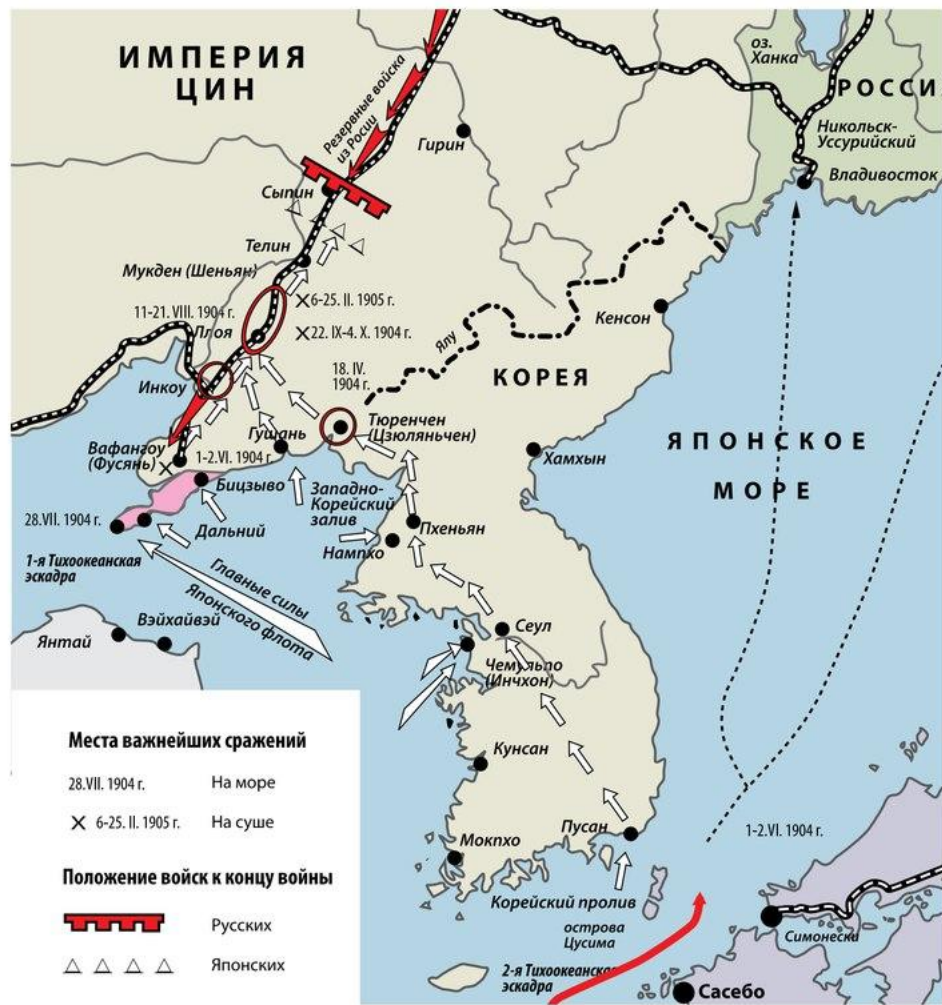 ИМПЕРИЯ
ЦИН
оз.
Ханка
РОССИ
Резервные войска
из Росии
Гирин
Никольск-
Уссурийский
Владивосток
Сыпин
Телин
Мукден (Шеньян)
6-25. II. 1905 г.
11-21. VIII. 1904 г.
Ляоя
22. IX-4. X. 1904 г.
Кенсон
Ялу
18. IV.
1904 г.
КОРЕЯ
Инкоу
Тюренчен
(Цзюляньчен)
Гушань
Вафангоу
(Фусянь)
1-2. VI. 1904 г.
Хамхын
ЯПОНСКОЕ
МОРЕ
Бицзыво
Западно-
Корейский
залив
28. VII. 1904 г.
Дальний
Пхеньян
Нампхо
1-я Тихоокеанская
эскадра
Главные силы
Японского флота
Янтай
Вэйхайвэй
Сеул
Чемульпо
(Инчхон)
Места важнейших сражений
28. VII. 1904 г. На море
6-25. II. 1905 г. На суше
Положение войск к концу войны
Русских
Японских
Кунсан
Мокпхо
Пусан
1-2. VI. 1904 г.
Корейский пролив
острова
Цусима
Симонески
2-я Тихоокеанская
эскадра
Сасебо